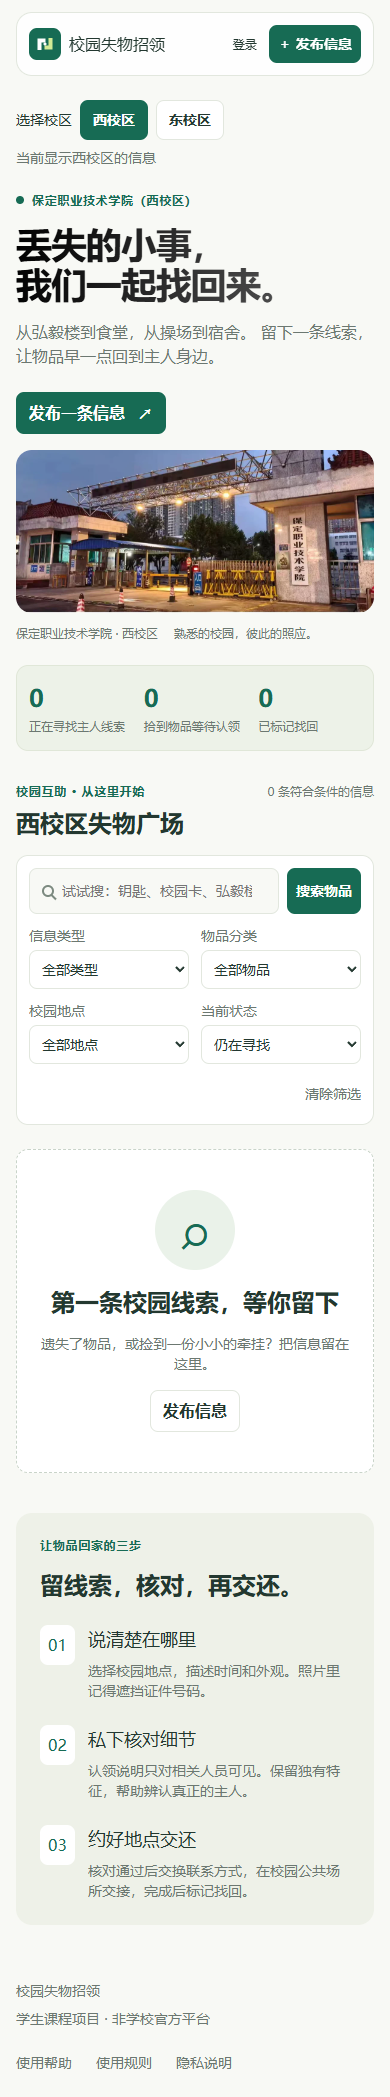 校园失物招领
登录
+ 发布信息
选择校区
西校区
东校区
当前显示西校区的信息
保定职业技术学院（西校区）
丢失的小事，
我们一起找回来。
从弘毅楼到食堂，从操场到宿舍。 留下一条线索，
让物品早一点回到主人身边。
发布一条信息 ↗
保定职业技术学院
保定职业技术学院 · 西校区 熟悉的校园，彼此的照应。
0
正在寻找主人线索
0
拾到物品等待认领
0
已标记找回
校园互助 · 从这里开始
0 条符合条件的信息
西校区失物广场
试试搜：钥匙、校园卡、弘毅
搜索物品
信息类型
物品分类
全部类型
全部物品
校园地点
当前状态
全部地点
仍在寻找
清除筛选
第一条校园线索，等你留下
遗失了物品，或捡到一份小小的牵挂？把信息留在
这里。
发布信息
让物品回家的三步
留线索，核对，再交还。
01
说清楚在哪里
选择校园地点，描述时间和外观。照片里
记得遮挡证件号码。
02
私下核对细节
认领说明只对相关人员可见。保留独有特
征，帮助辨认真正的主人。
03
约好地点交还
核对通过后交换联系方式，在校园公共场
所交接，完成后标记找回。
校园失物招领
学生课程项目 · 非学校官方平台
使用帮助
使用规则
隐私说明